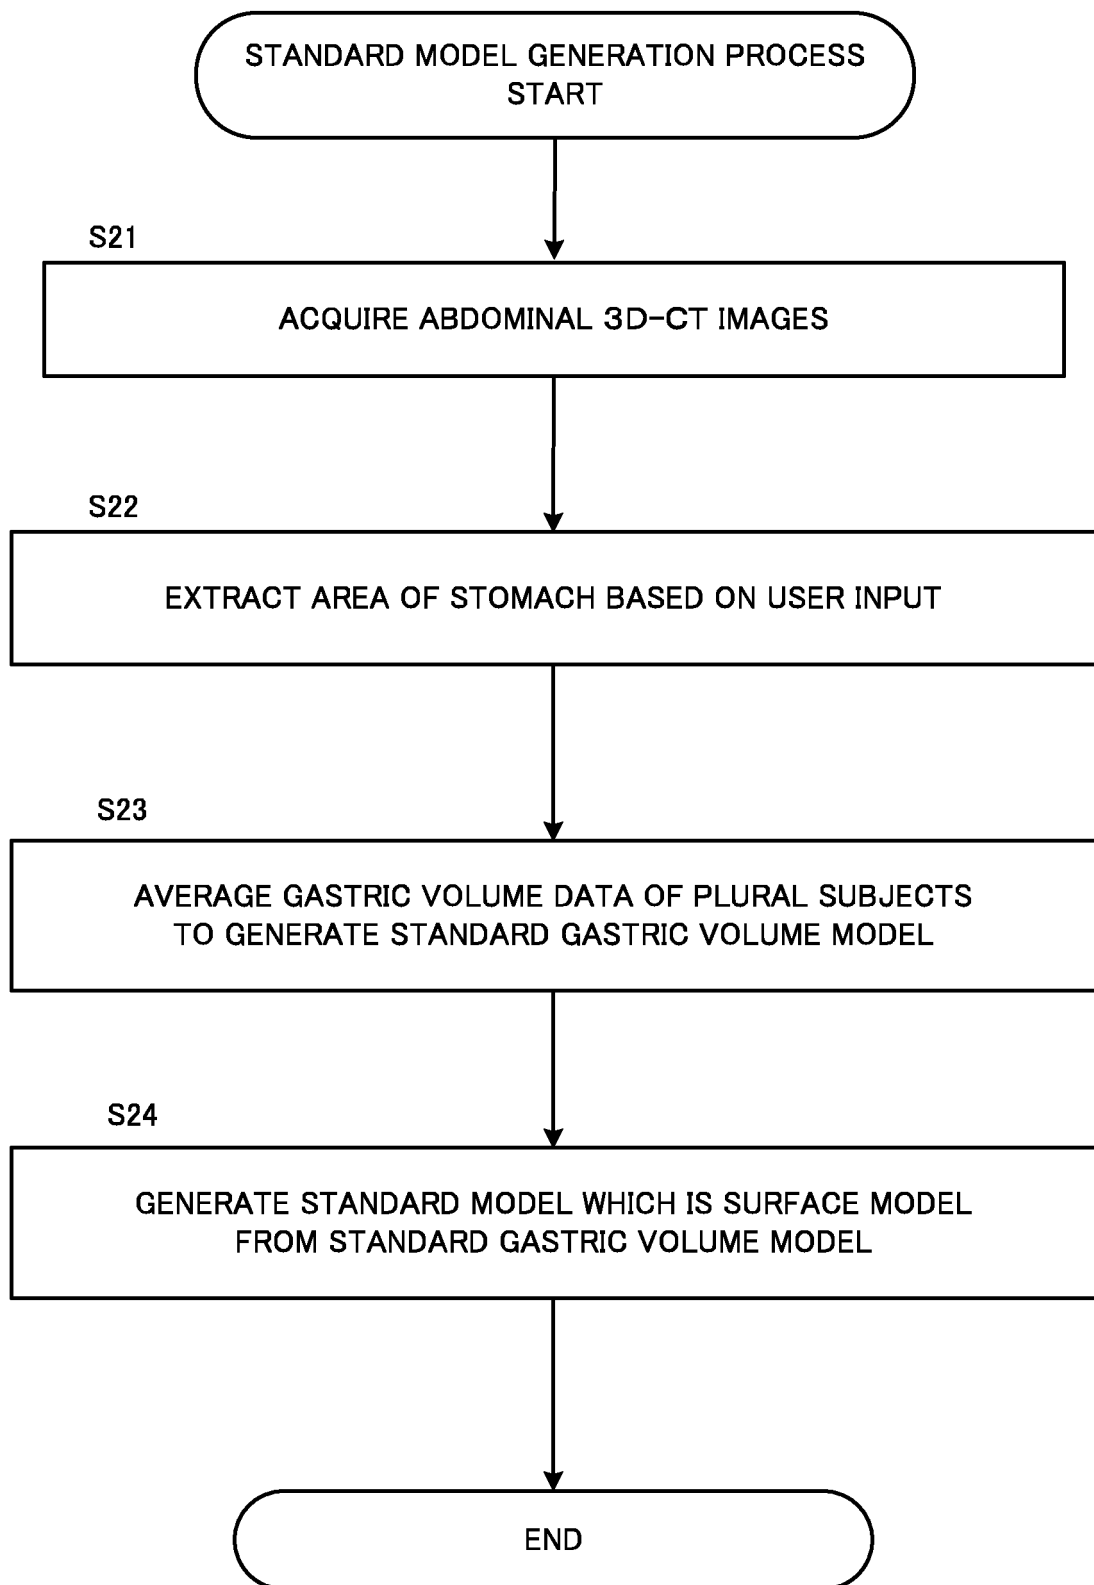 STANDARD MODEL GENERATION PROCESS
START
S21
ACQUIRE ABDOMINAL 3D-CT IMAGES
S22
EXTRACT AREA OF STOMACH BASED ON USER INPUT
S23
AVERAGE GASTRIC VOLUME DATA OF PLURAL SUBJECTS
TO GENERATE STANDARD GASTRIC VOLUME MODEL
S24
GENERATE STANDARD MODEL WHICH IS SURFACE MODEL
FROM STANDARD GASTRIC VOLUME MODEL
END